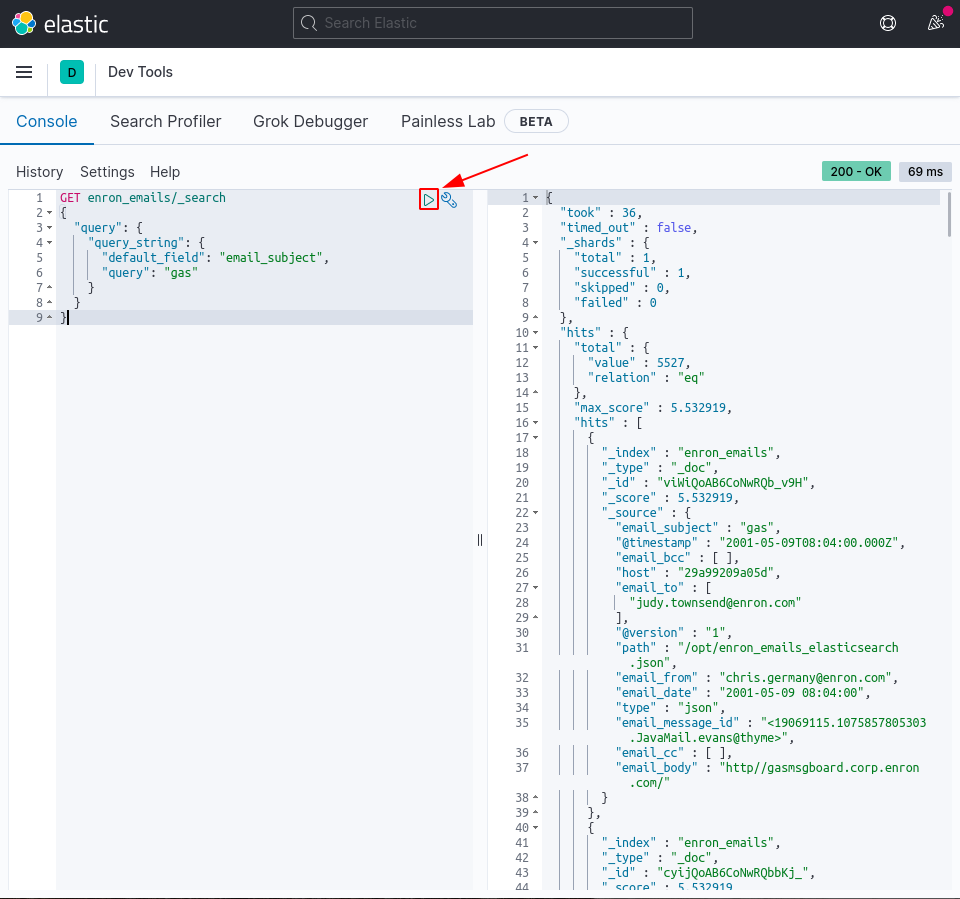 elastic
Search Elastic
D
Dev Tools
Console Search Profiler Grok Debugger Painless Lab BETA
History Settings Help
200 - OK 69 ms
1 GET enron_emails/_search
2 {
3 "query": {
4 "query_string": {
5 "default_field": "email_subject",
6 "query": "gas"
7 }
8 }
9 }
1 {
2 "took" : 36,
3 "timed_out" : false,
4 "_shards" : {
5 "total" : 1,
6 "successful" : 1,
7 "skipped" : 0,
8 "failed" : 0
9 },
10 "hits" : {
11 "total" : {
12 "value" : 5527,
13 "relation" : "eq"
14 },
15 "max_score" : 5.532919,
16 "hits" : [
17 {
18 "_index" : "enron_emails",
19 "_type" : "_doc",
20 "_id" : "viWiQoAB6CoNwRQb_v9H",
21 "_score" : 5.532919,
22 "_source" : {
23 "email_subject" : "gas",
24 "@timestamp" : "2001-05-09T08:04:00.000Z",
25 "email_bcc" : [ ],
26 "host" : "29a99209a05d",
27 "email_to" : [
28 "judy.townsend@enron.com"
29 ],
30 "@version" : "1",
31 "path" : "/opt/enron_emails_elasticsearch
.json",
32 "email_from" : "chris.germany@enron.com",
33 "email_date" : "2001-05-09 08:04:00",
34 "type" : "json",
35 "email_message_id" : "<19069115.1075857805303
.JavaMail.evans@thyme>",
36 "email_cc" : [ ],
37 "email_body" : "http//gasmsgboard.corp.enron
.com/"
38 }
39 },
40 {
41 "_index" : "enron_emails",
42 "_type" : "_doc",
43 "_id" : "cyijQoAB6CoNwRQbbKj_",
44 "_score" : 5.532919